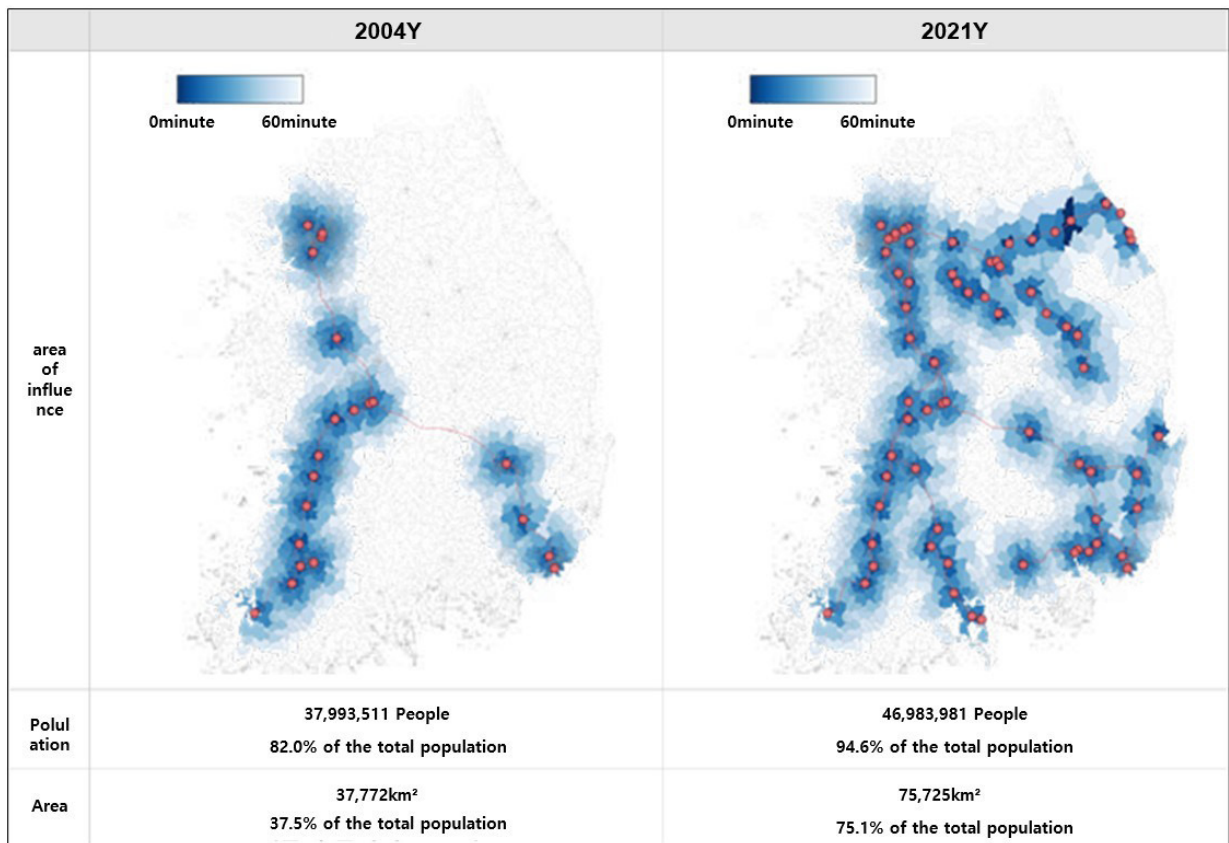 2004Y
2021Y
0minute 60minute
0minute 60minute
area
of
influe
nce
Polul
ation
37,993,511 People
82.0% of the total population
46,983,981 People
94.6% of the total population
Area
37,772km²
37.5% of the total population
75,725km²
75.1% of the total population